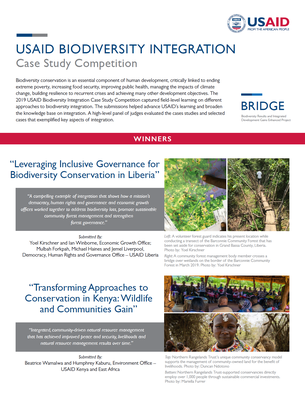 USAID
FROM THE AMERICAN PEOPLE
USAID BIODIVERSITY INTEGRATION
Case Study Competition
Biodiversity conservation is an essential component of human development, critically linked to ending
extreme poverty, increasing food security, improving public health, managing the impacts of climate
change, building resilience to recurrent crises and achieving many other development objectives. The
2019 USAID Biodiversity Integration Case Study Competition captured field-level learning on different
approaches to biodiversity integration. The submissions helped advance USAID's learning and broaden
the knowledge base on integration. A high-level panel of judges evaluated the cases studies and selected
cases that exemplified key aspects of integration.
BRIDGE
Biodiversity Results and Integrated
Development Gains Enhanced Project
WINNERS
"Leveraging Inclusive Governance for
Biodiversity Conservation in Liberia"
"A compelling example of integration that shows how a mission's
democracy, human rights and governance and economic growth
offices worked together to address biodiversity loss, promote sustainable
community forest management and strengthen
forest governance."
Submitted By:
Yoel Kirschner and Ian Winborne, Economic Growth Office;
Mulbah Forkpah, Michael Haines and Jemel Liverpool,
Democracy, Human Rights and Governance Office – USAID Liberia
Left: A volunteer forest guard indicates his present location while
conducting a transect of the Barconnie Community Forest that has
been set aside for conservation in Grand Bassa County, Liberia.
Photo by: Yoel Kirschner
Right: A community forest management body member crosses a
bridge over wetlands on the border of the Barconnie Community
Forest in March 2019. Photo by: Yoel Kirschner
"Transforming Approaches to
Conservation in Kenya: Wildlife
and Communities Gain"
"Integrated, community-driven natural resource management
that has achieved improved peace and security, livelihoods and
natural resource management results over time."
Submitted By:
Beatrice Wamalwa and Humphrey Kaburu, Environment Office –
USAID Kenya and East Africa
Top: Northern Rangelands Trust's unique community conservancy model
supports the management of community-owned land for the benefit of
livelihoods. Photo by: Duncan
Bottom: Northern Rangelands Trust-supported conservancies directly
employ over 1,000 people through sustainable commercial investments.
Photo by: Marielle Furrer